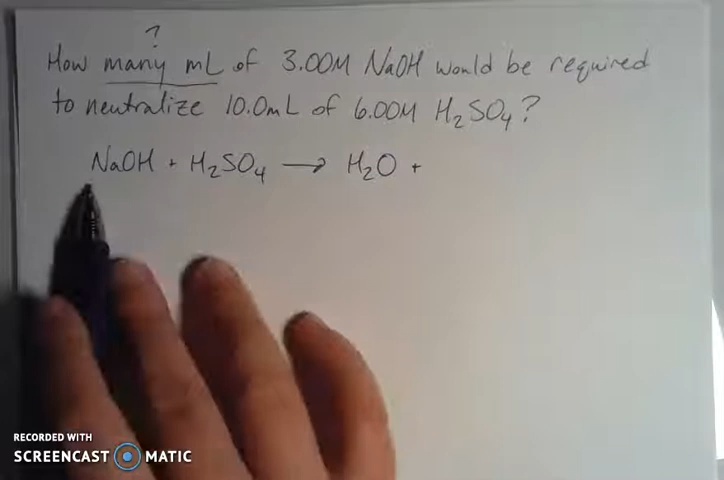 ?
How many mL of 3.00M NaOH would be required
to neutralize 10.0mL of 6.00M H₂SO₄?
NaOH + H₂SO₄ → H₂O +
RECORDED WITH
SCREENCAST MATIC